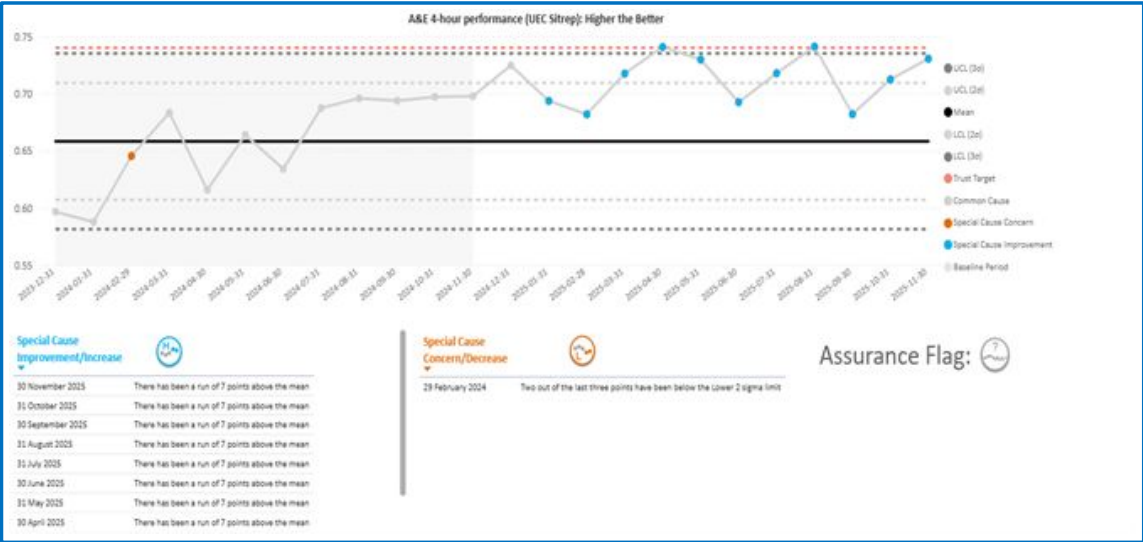 A&E 4-hour performance (UEC Sitrep): Higher the Better
0.75
0.70
0.65
0.60
0.55
2023-12-31
2024-01-31
2024-02-29
2024-03-31
2024-04-30
2024-05-31
2024-06-30
2024-07-31
2024-08-31
2024-09-30
2024-10-31
2024-11-30
2024-12-31
2025-01-31
2025-02-28
2025-03-31
2025-04-30
2025-05-31
2025-06-30
2025-07-31
2025-08-31
2025-09-30
2025-10-31
2025-11-30
UCL (3σ)
UCL (2σ)
Mean
LCL (2σ)
LCL (3σ)
Trust Target
Common Cause
Special Cause Concern
Special Cause Improvement
Baseline Period
Special Cause
Improvement/Increase
H
30 November 2025 There has been a run of 7 points above the mean
31 October 2025 There has been a run of 7 points above the mean
30 September 2025 There has been a run of 7 points above the mean
31 August 2025 There has been a run of 7 points above the mean
31 July 2025 There has been a run of 7 points above the mean
30 June 2025 There has been a run of 7 points above the mean
31 May 2025 There has been a run of 7 points above the mean
30 April 2025 There has been a run of 7 points above the mean
Special Cause
Concern/Decrease
L
29 February 2024 Two out of the last three points have been below the Lower 2 sigma limit
Assurance Flag:
?